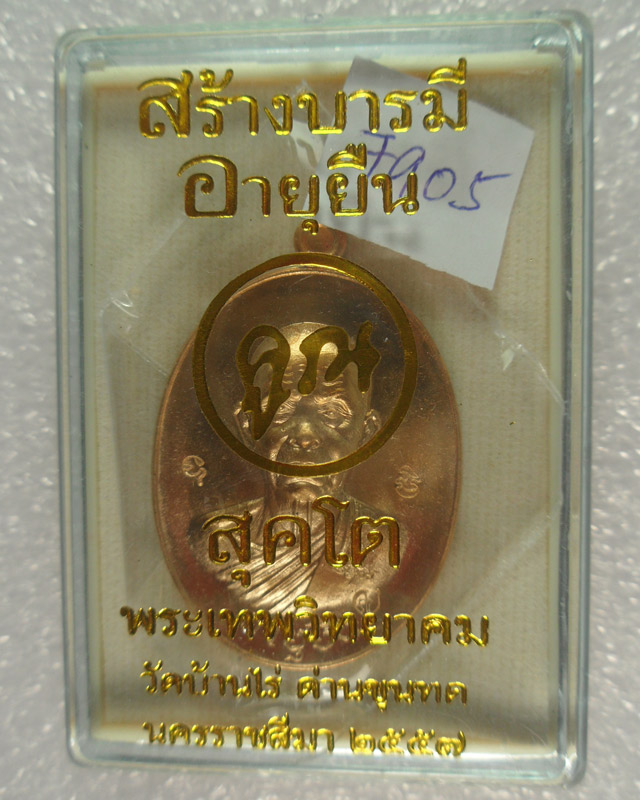 สร้างบารมี
7905
อายุยืน
คูณ
สุคโต
พระเทพวิทยาคม
วัดบ้านไร่ ด่านขุนทด
นครราชสีมา ๒๕๕๗